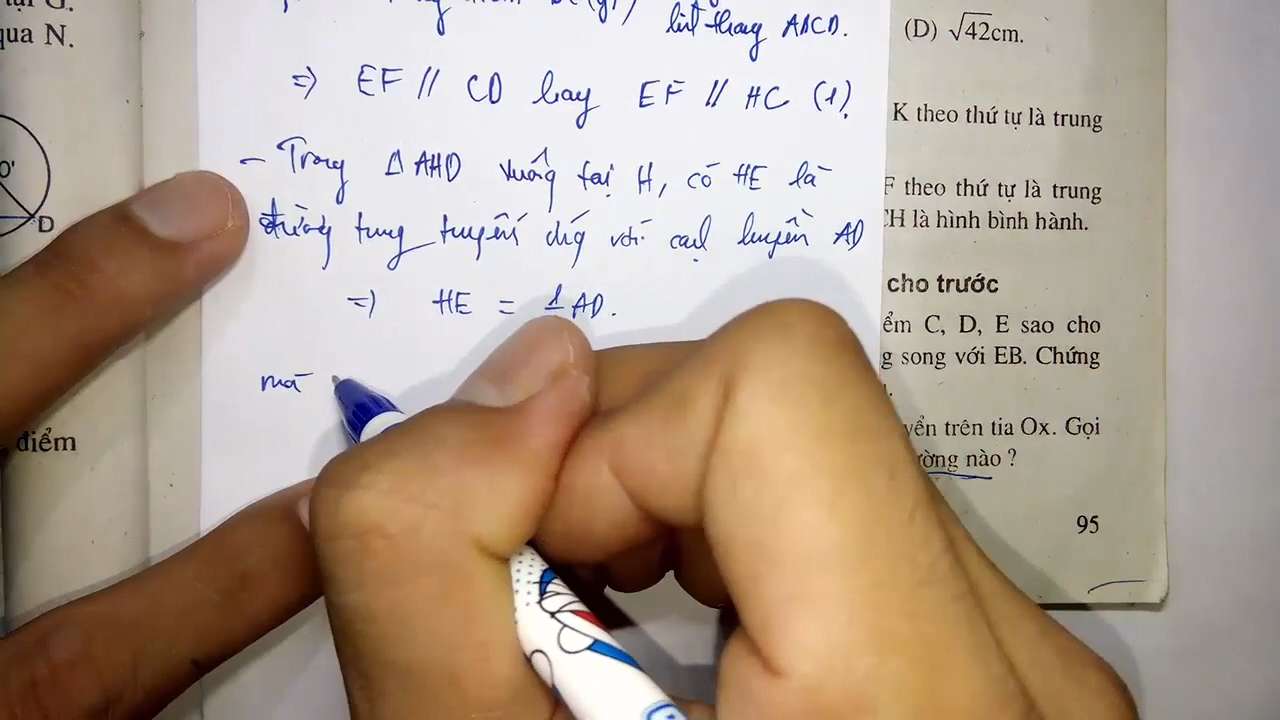 qua N.
O'
D
điểm
hình thang ABCD.
=> EF // CD hay EF // HC (1).
- Trong Δ AHD vuông tại H, có HE là
đường trung tuyến ứng với cạnh huyền AD
=> HE = 1 AD.
mà
(D) √42cm.
K theo thứ tự là trung
F theo thứ tự là trung
CH là hình bình hành.
cho trước
ểm C, D, E sao cho
g song với EB. Chứng
yển trên tia Ox. Gọi
ường nào ?
95